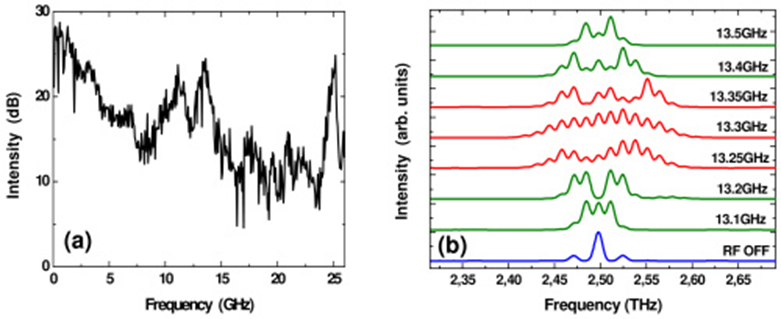 30
20
10
0
Intensity (dB)
(a)
0 5 10 15 20 25
Frequency (GHz)
Intensity (arb. units)
13.5GHz
13.4GHz
13.35GHz
13.3GHz
13.25GHz
13.2GHz
13.1GHz
RF OFF
(b)
2,35 2,40 2,45 2,50 2,55 2,60 2,65
Frequency (THz)